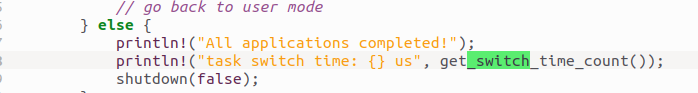 // go back to user mode
} else {
println!("All applications completed!");
println!("task switch time: {} us", get_switch_time_count());
shutdown(false);